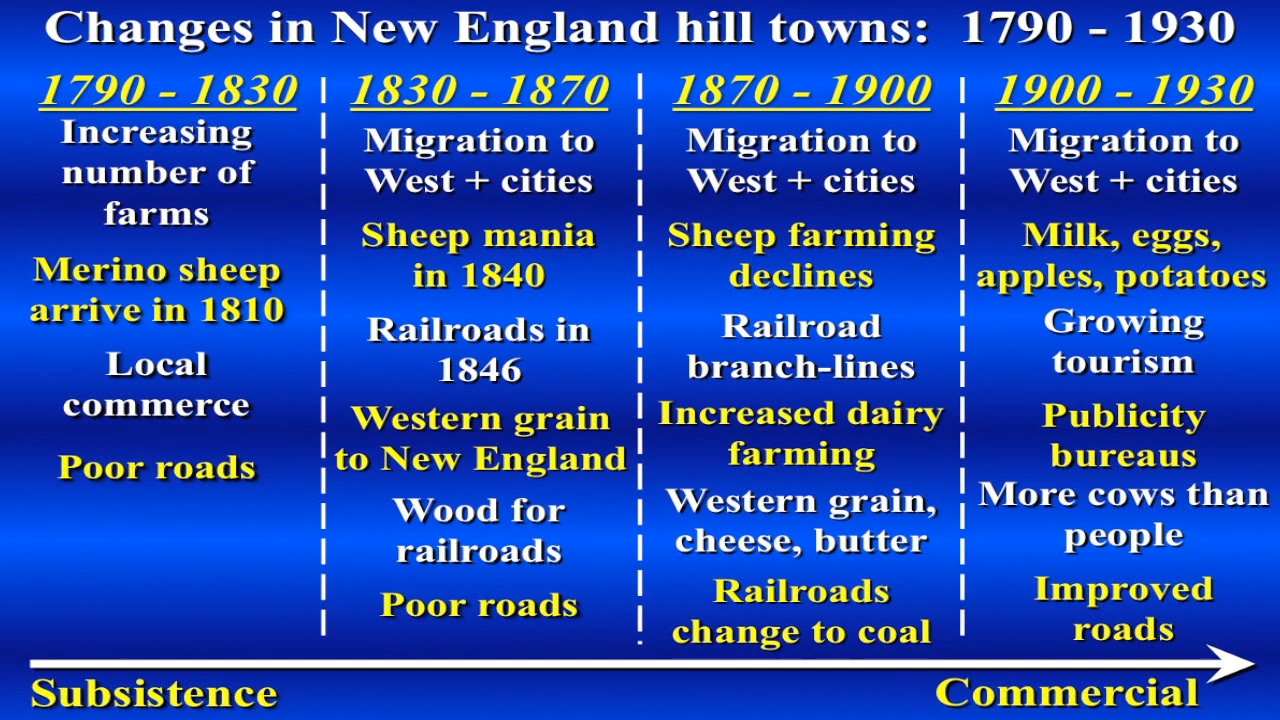 Changes in New England hill towns: 1790 - 1930
1790 - 1830
Increasing
number of
farms
Merino sheep
arrive in 1810
Local
commerce
Poor roads
1830 - 1870
Migration to
West + cities
Sheep mania
in 1840
Railroads in
1846
Western grain
to New England
Wood for
railroads
Poor roads
1870 - 1900
Migration to
West + cities
Sheep farming
declines
Railroad
branch-lines
Increased dairy
farming
Western grain,
cheese, butter
Railroads
change to coal
1900 - 1930
Migration to
West + cities
Milk, eggs,
apples, potatoes
Growing
tourism
Publicity
bureaus
More cows than
people
Improved
roads
Subsistence
Commercial